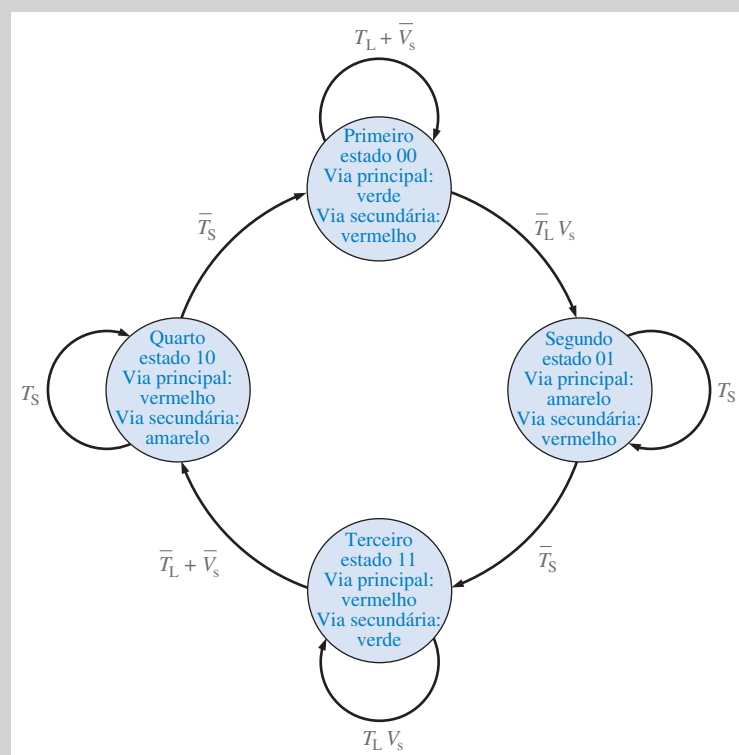 T_L + V̅_s
Primeiro
estado 00
Via principal:
verde
Via secundária:
vermelho
T̅_S
T̅_L V_s
Quarto
estado 10
Via principal:
vermelho
Via secundária:
amarelo
T_S
Segundo
estado 01
Via principal:
amarelo
Via secundária:
vermelho
T_S
T̅_L + V̅_s
T̅_S
Terceiro
estado 11
Via principal:
vermelho
Via secundária:
verde
T_L V_s